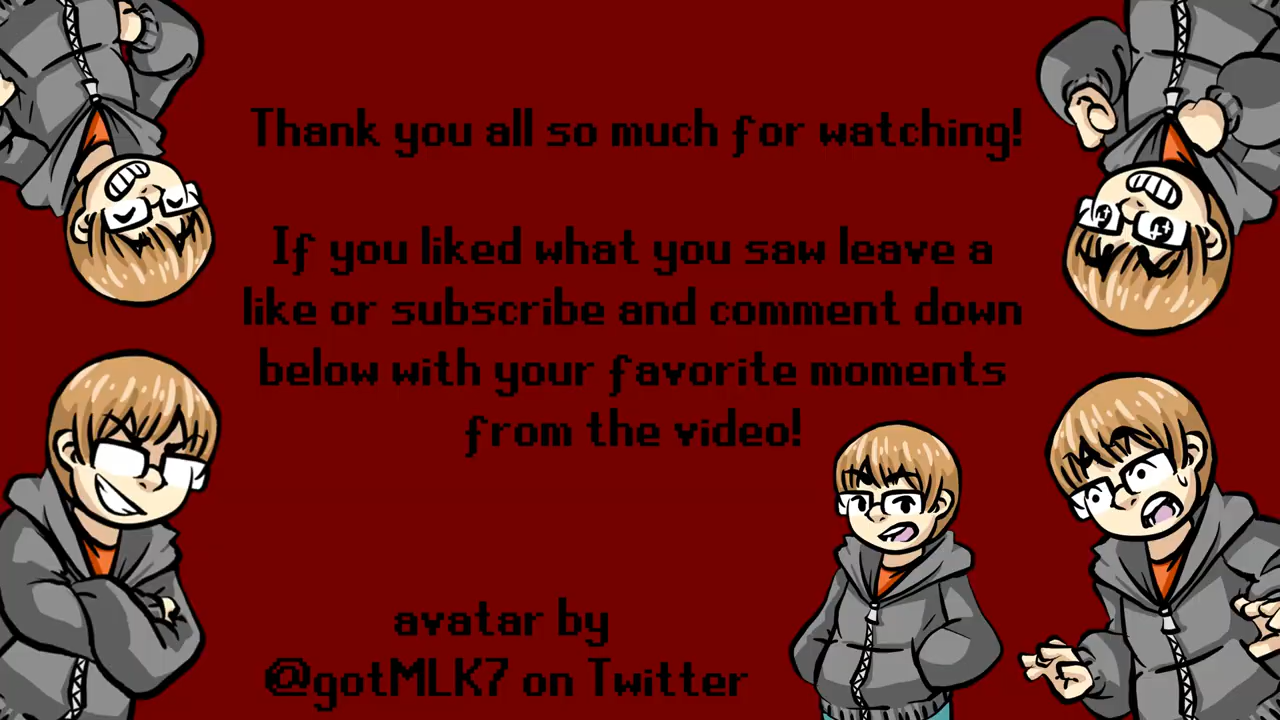 Thank you all so much for watching!
If you liked what you saw leave a
like or subscribe and comment down
below with your favorite moments
from the video!
avatar by
@gotMLK7 on Twitter